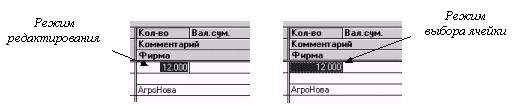 Режим
редактирования
Кол-во Вал.сум.
Комментарий
Фирма
12.000
АгроНова
Кол-во Вал.сум.
Комментарий
Фирма
12.000
АгроНова
Режим
выбора ячейки